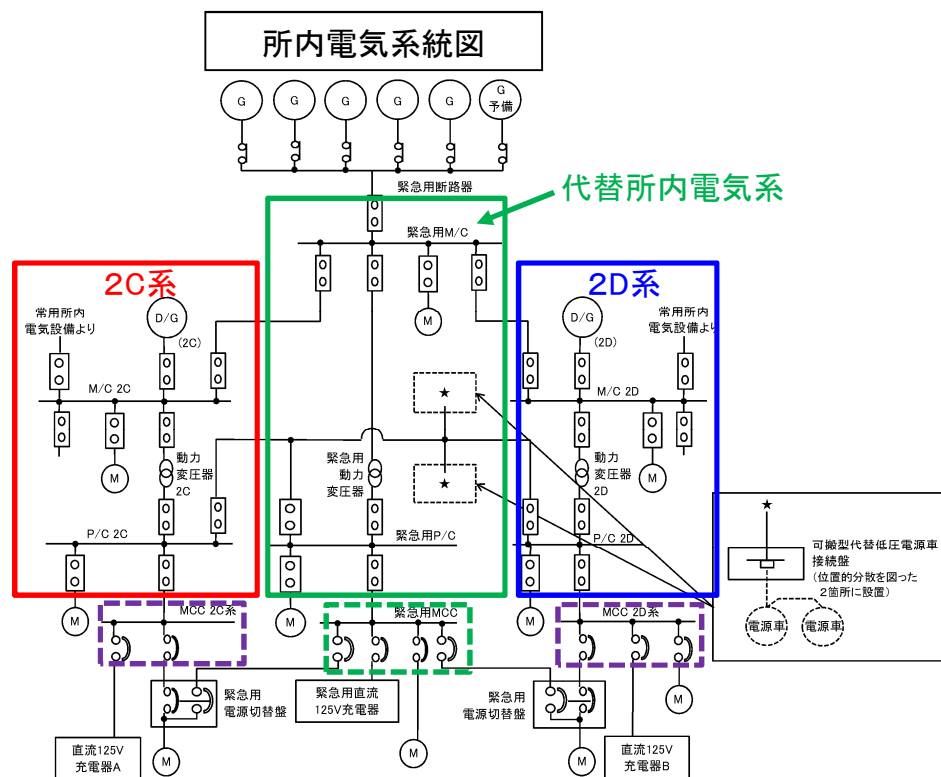 所内電気系統図
G
G
G
G
G
G
予備
緊急用断路器
代替所内電気系
緊急用M/C
2C系
2D系
常用所内
電気設備より
D/G
(2C)
M
D/G
(2D)
常用所内
電気設備より
M/C 2C
M/C 2D
★
M
動力
変圧器
2C
緊急用
動力
変圧器
★
動力
変圧器
2D
M
P/C 2C
緊急用P/C
P/C 2D
★
可搬型代替低圧電源車
接続盤
(位置的分散を図った
2箇所に設置)
電源車
電源車
M
M
M
MCC 2C系
緊急用MCC
MCC 2D系
緊急用
電源切替盤
緊急用直流
125V充電器
緊急用
電源切替盤
M
直流125V
充電器A
M
M
M
直流125V
充電器B